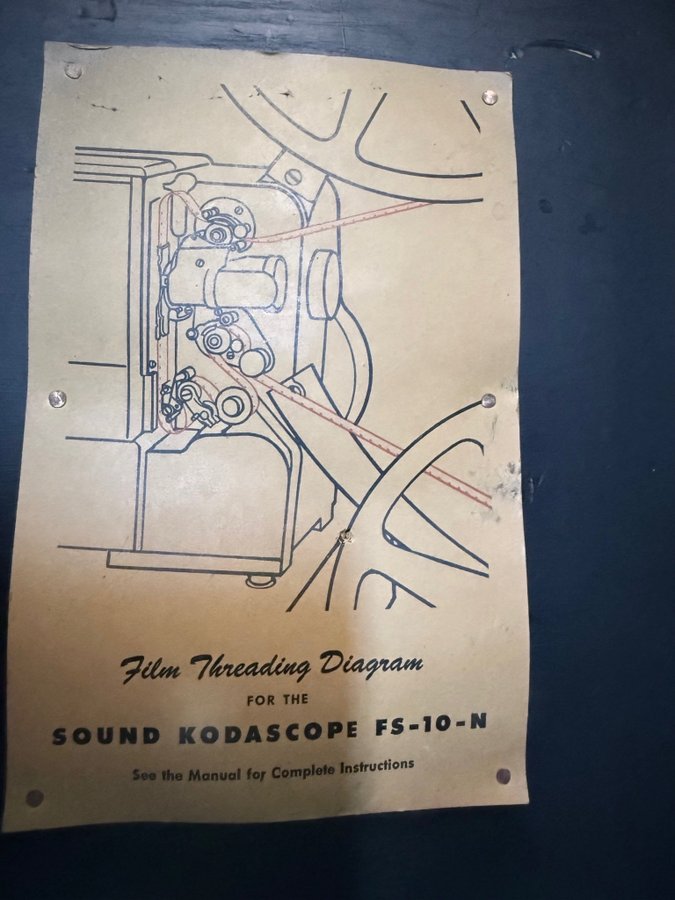 Film Threading Diagram
FOR THE
SOUND KODASCOPE FS-10-N
See the Manual for Complete Instructions